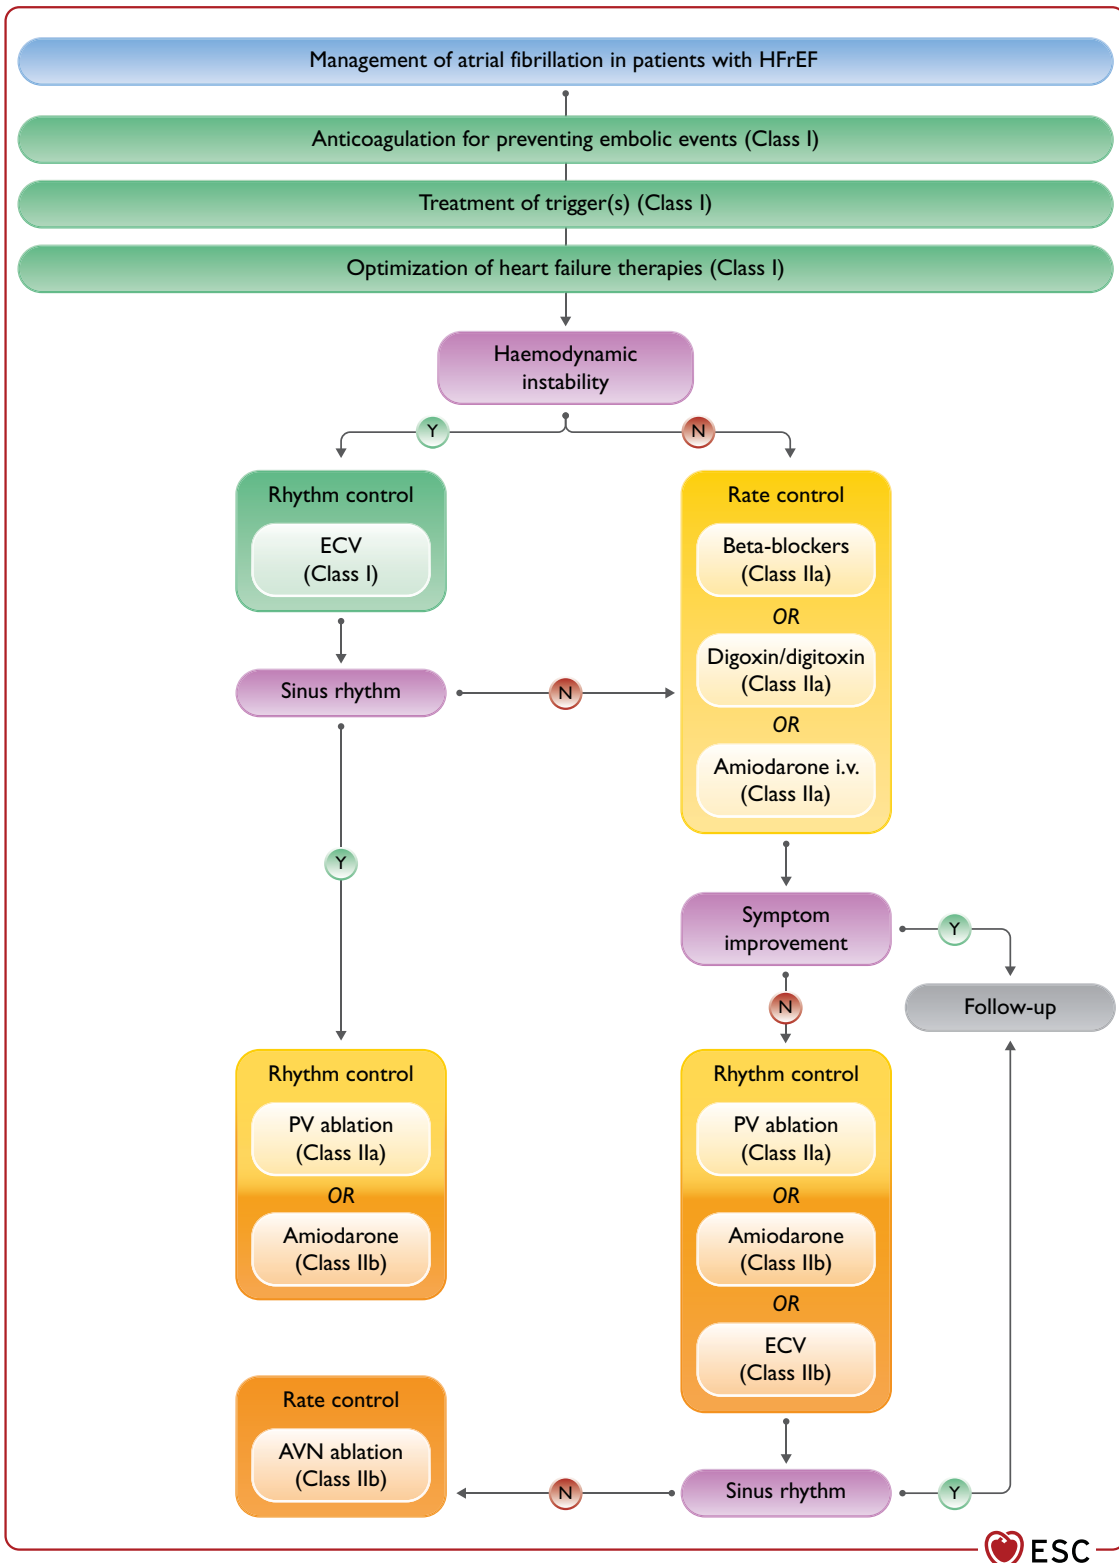 Management of atrial fibrillation in patients with HFrEF
Anticoagulation for preventing embolic events (Class I)
Treatment of trigger(s) (Class I)
Optimization of heart failure therapies (Class I)
Haemodynamic
instability
Y
N
Rhythm control
ECV
(Class I)
Rate control
Beta-blockers
(Class IIa)
OR
Digoxin/digitoxin
(Class IIa)
OR
Amiodarone i.v.
(Class IIa)
Sinus rhythm
N
Y
Symptom
improvement
Y
N
Follow-up
Rhythm control
PV ablation
(Class IIa)
OR
Amiodarone
(Class IIb)
Rhythm control
PV ablation
(Class IIa)
OR
Amiodarone
(Class IIb)
OR
ECV
(Class IIb)
Rate control
AVN ablation
(Class IIb)
N
Sinus rhythm
Y
ESC